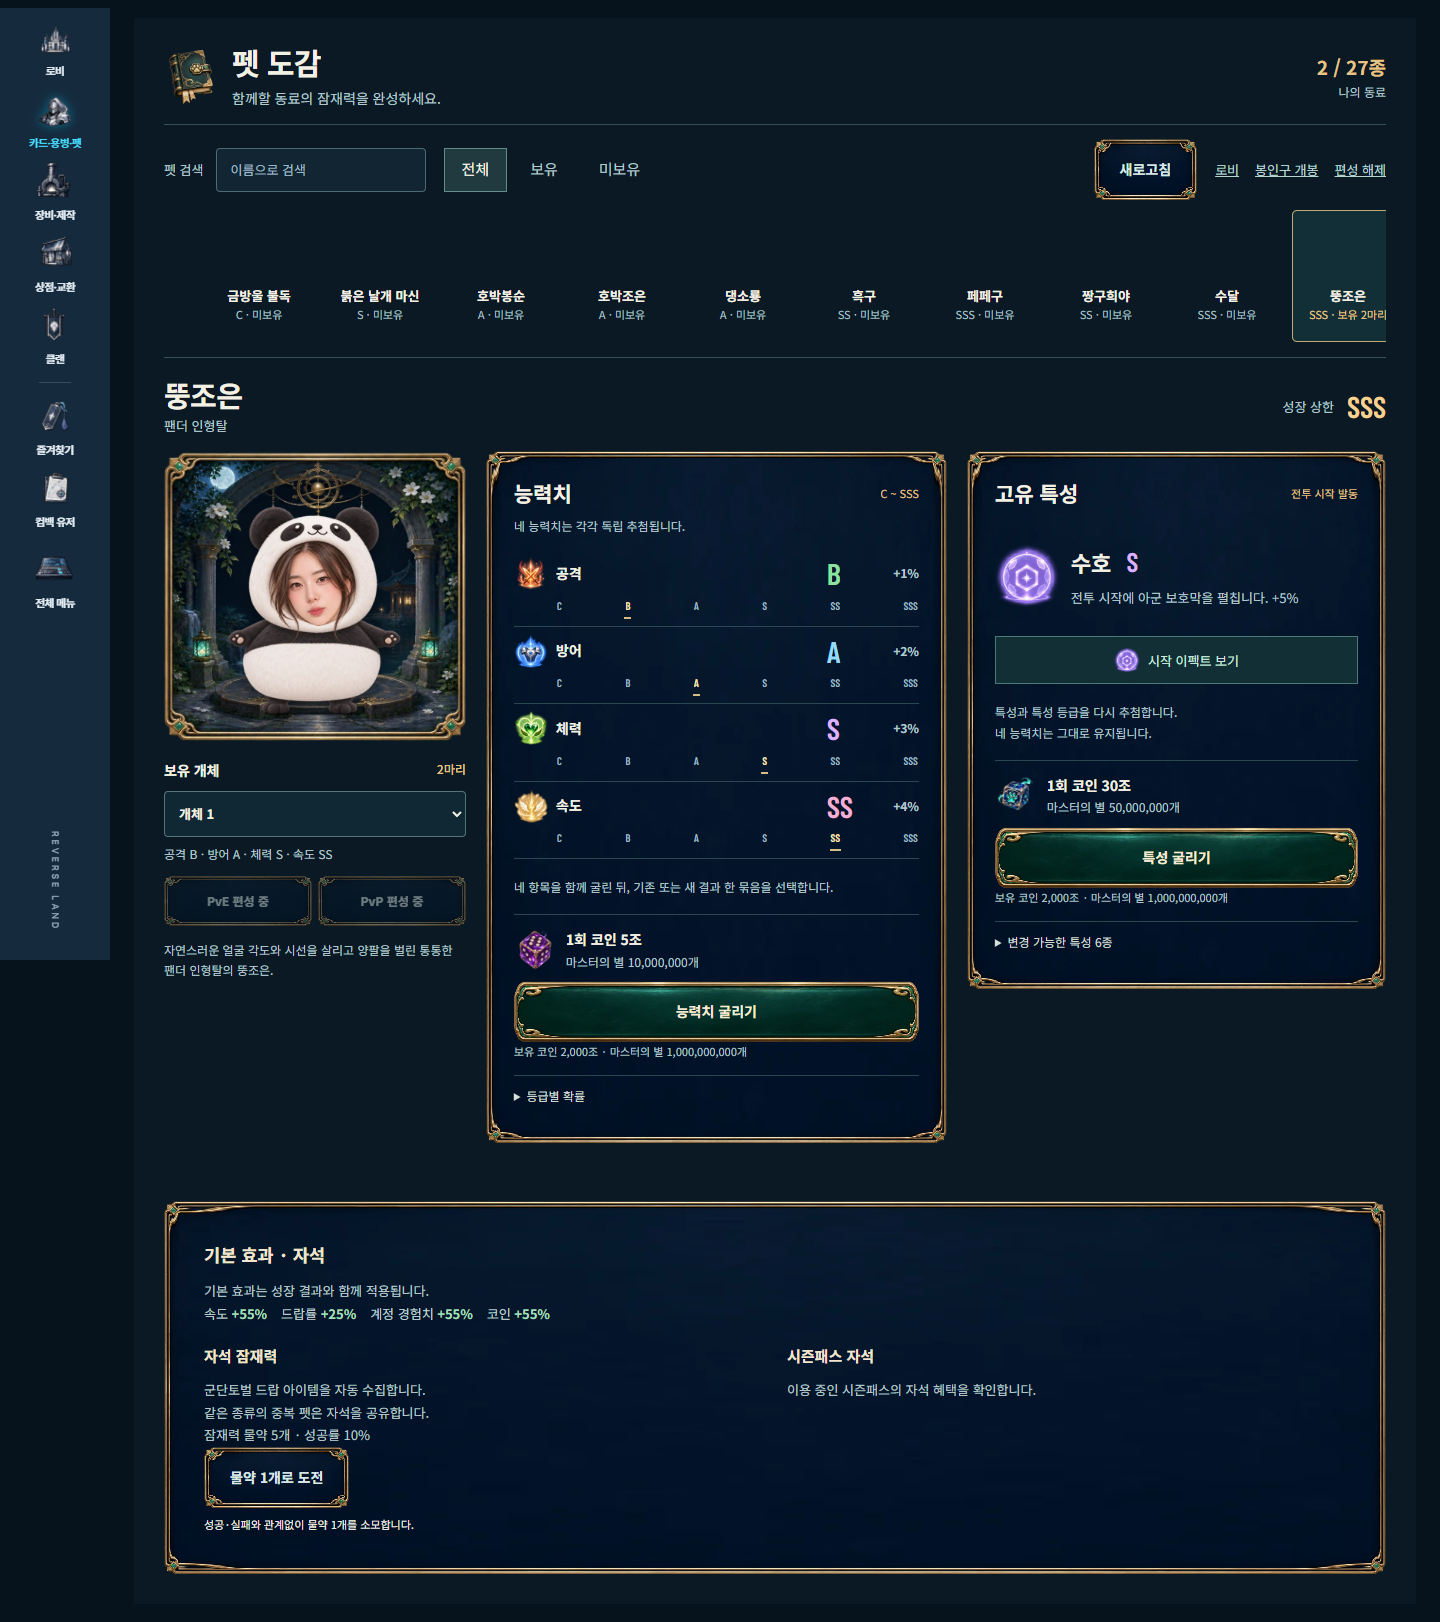 로비
카드·용병·펫
장비·제작
상점·교환
클랜
즐겨찾기
컴백 유저
전체 메뉴
REVERSE LAND
펫 도감
함께할 동료의 잠재력을 완성하세요.
2 / 27종
나의 동료
펫 검색
이름으로 검색
전체
보유
미보유
새로고침
로비
봉인구 개봉
편성 해제
금방울 불독
C · 미보유
붉은 날개 마신
S · 미보유
호박봉순
A · 미보유
호박조은
A · 미보유
댕소룡
A · 미보유
흑구
SS · 미보유
페페구
SSS · 미보유
짱구희야
SS · 미보유
수달
SSS · 미보유
뚱조은
SSS · 보유 2마리
뚱조은
팬더 인형탈
성장 상한 SSS
보유 개체
2마리
개체 1
공격 B · 방어 A · 체력 S · 속도 SS
PvE 편성 중
PvP 편성 중
자연스러운 얼굴 각도와 시선을 살리고 양팔을 벌린 통통한
팬더 인형탈의 뚱조은.
능력치
C ~ SSS
네 능력치는 각각 독립 추첨됩니다.
공격
B
+1%
C B A S SS SSS
방어
A
+2%
C B A S SS SSS
체력
S
+3%
C B A S SS SSS
속도
SS
+4%
C B A S SS SSS
네 항목을 함께 굴린 뒤, 기존 또는 새 결과 한 묶음을 선택합니다.
1회 코인 5조
마스터의 별 10,000,000개
능력치 굴리기
보유 코인 2,000조 · 마스터의 별 1,000,000,000개
▶ 등급별 확률
고유 특성
전투 시작 발동
수호 S
전투 시작에 아군 보호막을 펼칩니다. +5%
시작 이펙트 보기
특성과 특성 등급을 다시 추첨합니다.
네 능력치는 그대로 유지됩니다.
1회 코인 30조
마스터의 별 50,000,000개
특성 굴리기
보유 코인 2,000조 · 마스터의 별 1,000,000,000개
▶ 변경 가능한 특성 6종
기본 효과 · 자석
기본 효과는 성장 결과와 함께 적용됩니다.
속도 +55% 드랍률 +25% 계정 경험치 +55% 코인 +55%
자석 잠재력
군단토벌 드랍 아이템을 자동 수집합니다.
같은 종류의 중복 펫은 자석을 공유합니다.
잠재력 물약 5개 · 성공률 10%
물약 1개로 도전
성공·실패와 관계없이 물약 1개를 소모합니다.
시즌패스 자석
이용 중인 시즌패스의 자석 혜택을 확인합니다.